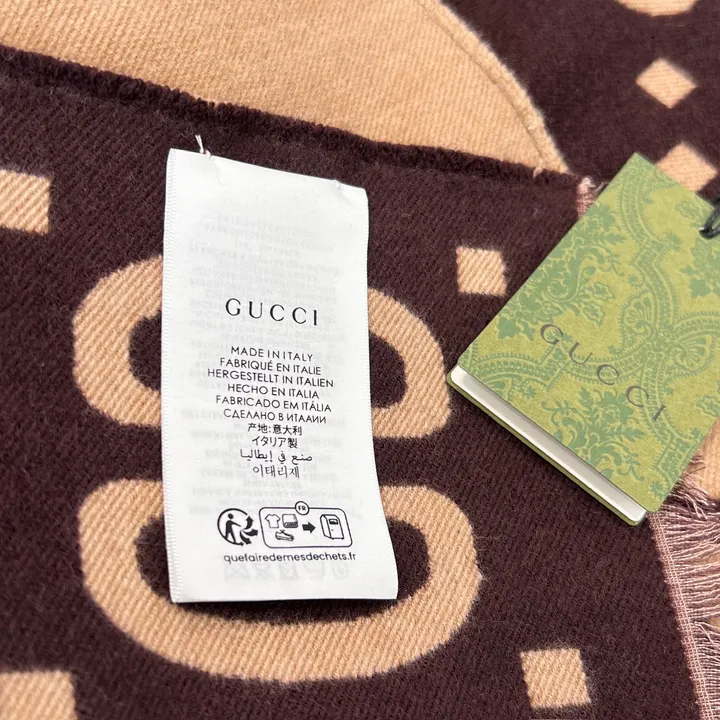 GUCCI
MADE IN ITALY
FABRIQUÉ EN ITALIE
HERGESTELLT IN ITALIEN
HECHO EN ITALIA
FABRICADO EM ITÁLIA
СДЕЛАНО В ИТАЛИИ
产地:意大利
イタリア製
صنع في إيطاليا
이태리제
FR
quefairedemesdechets.fr
GUCCI